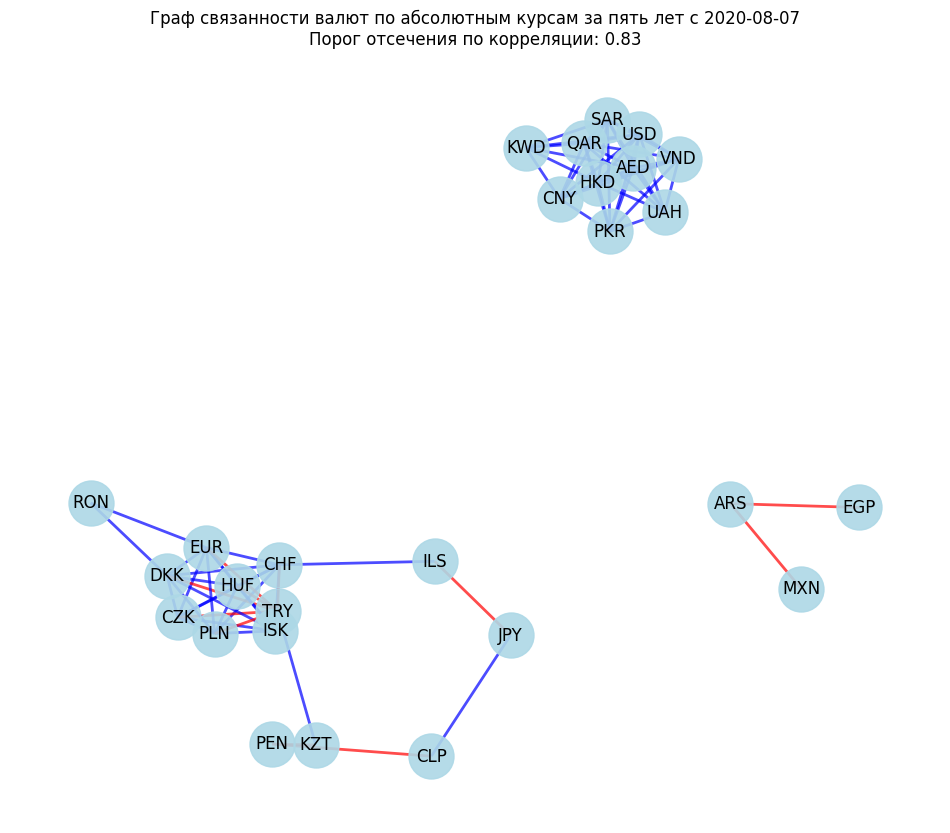 Граф связанности валют по абсолютным курсам за пять лет с 2020-08-07
Порог отсечения по корреляции: 0.83
SAR
USD
KWD
QAR
VND
AED
HKD
CNY
UAH
PKR
RON
ARS
EGP
EUR
CHF
ILS
DKK
HUF
MXN
CZK
TRY
PLN
ISK
JPY
PEN
KZT
CLP